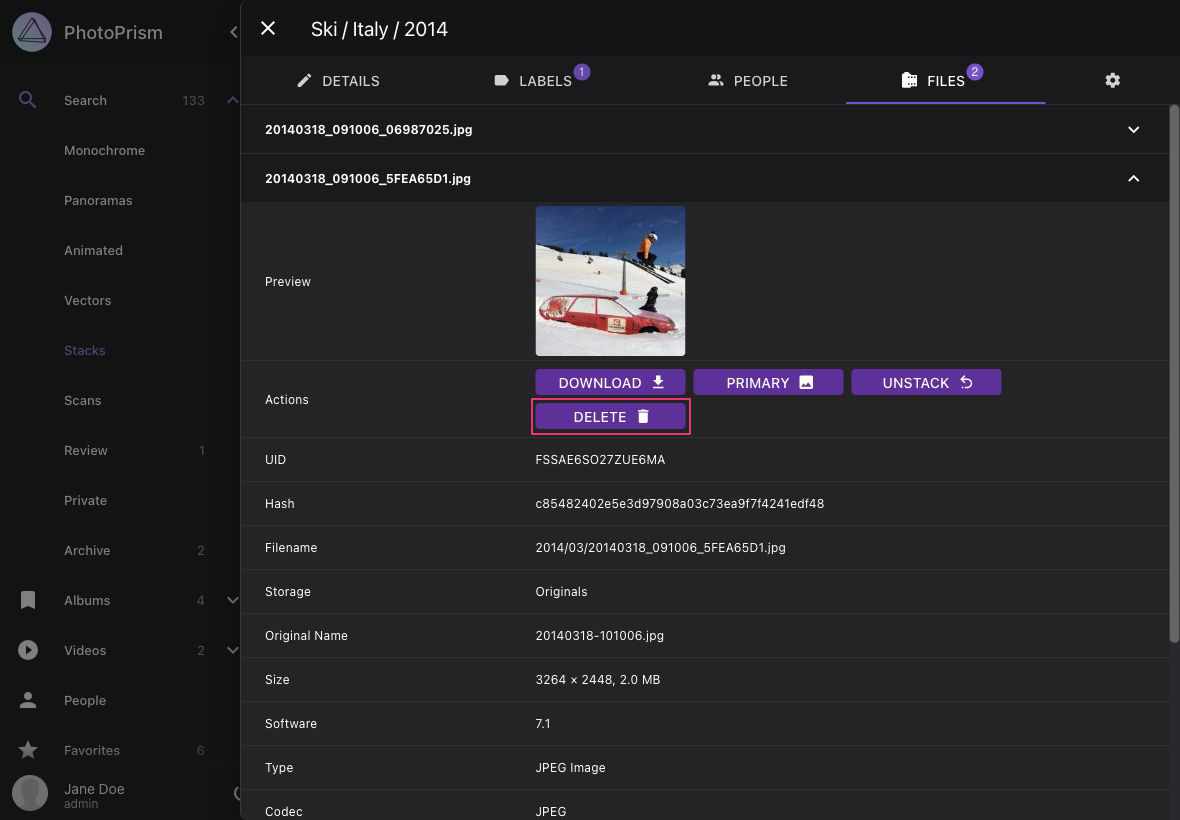 PhotoPrism
Ski / Italy / 2014
DETAILS
LABELS 1
PEOPLE
FILES 2
Search 133
Monochrome
Panoramas
Animated
Vectors
Stacks
Scans
Review 1
Private
Archive 2
Albums 4
Videos 2
People
Favorites 6
Jane Doe
admin
20140318_091006_06987025.jpg
20140318_091006_5FEA65D1.jpg
Preview
Actions
DOWNLOAD
PRIMARY
UNSTACK
DELETE
UID FSSAE6SO27ZUE6MA
Hash c85482402e5e3d97908a03c73ea9f7f4241edf48
Filename 2014/03/20140318_091006_5FEA65D1.jpg
Storage Originals
Original Name 20140318-101006.jpg
Size 3264 × 2448, 2.0 MB
Software 7.1
Type JPEG Image
Codec JPEG